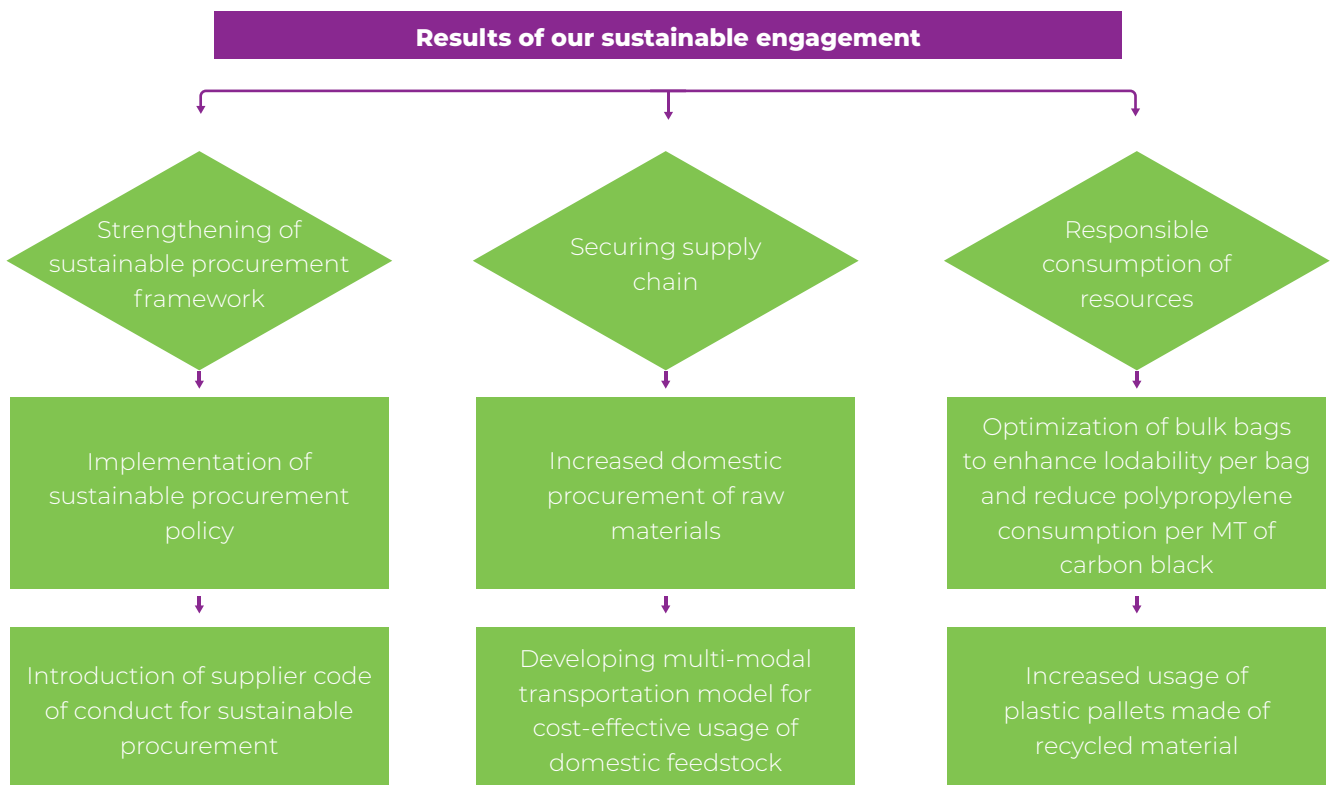 Results of our sustainable engagement
Strengthening of
sustainable procurement
framework
Securing supply
chain
Responsible
consumption of
resources
Implementation of
sustainable procurement
policy
Increased domestic
procurement of raw
materials
Optimization of bulk bags
to enhance lodability per bag
and reduce polypropylene
consumption per MT of
carbon black
Introduction of supplier code
of conduct for sustainable
procurement
Developing multi-modal
transportation model for
cost-effective usage of
domestic feedstock
Increased usage of
plastic pallets made of
recycled material